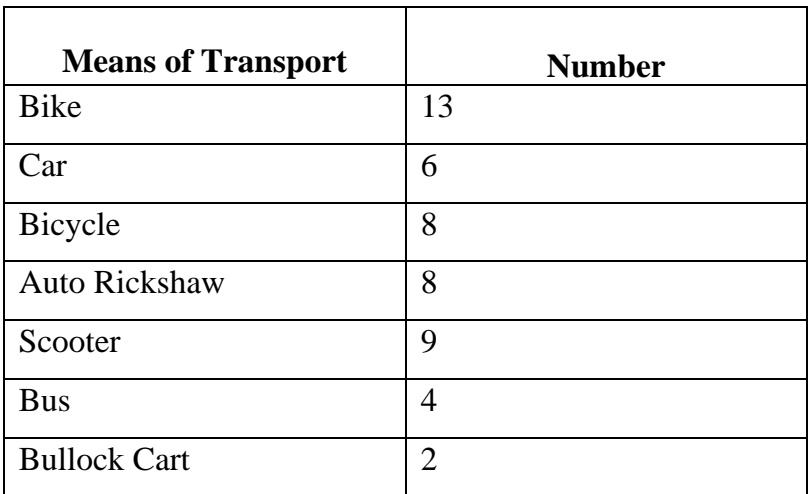 Means of Transport Number
Bike 13
Car 6
Bicycle 8
Auto Rickshaw 8
Scooter 9
Bus 4
Bullock Cart 2